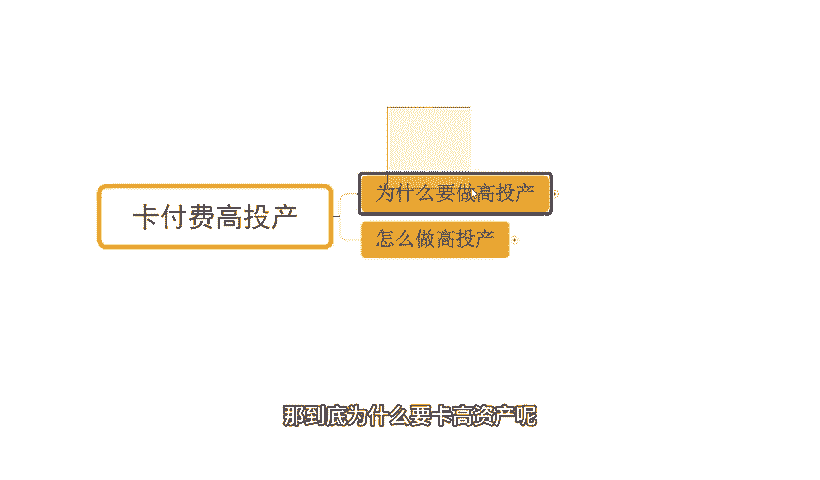 为什么要做高投产
卡付费高投产
怎么做高投产
那到底为什么要卡高资产呢